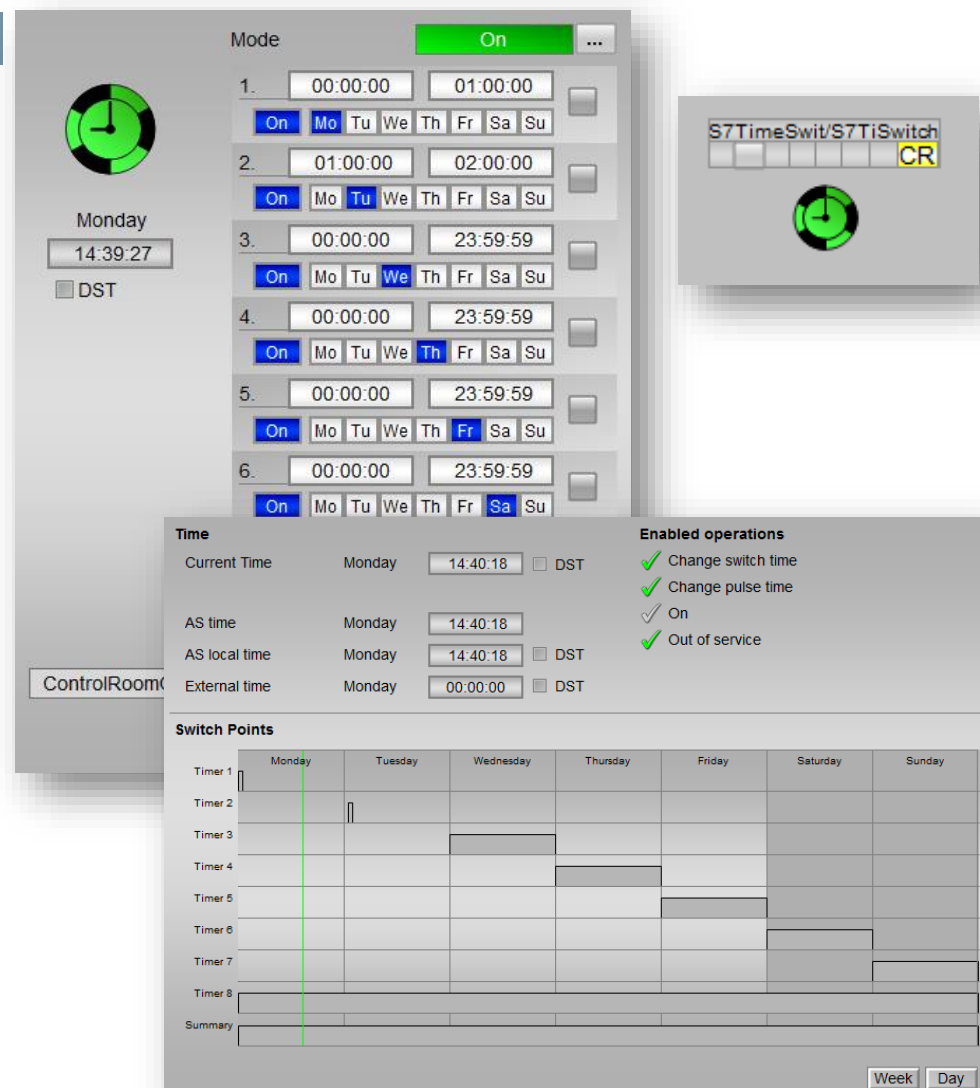 Mode On ...
1. 00:00:00 01:00:00
On Mo Tu We Th Fr Sa Su
2. 01:00:00 02:00:00
On Mo Tu We Th Fr Sa Su
Monday
14:39:27
DST
3. 00:00:00 23:59:59
On Mo Tu We Th Fr Sa Su
4. 00:00:00 23:59:59
On Mo Tu We Th Fr Sa Su
5. 00:00:00 23:59:59
On Mo Tu We Th Fr Sa Su
6. 00:00:00 23:59:59
On Mo Tu We Th Fr Sa Su
ControlRoom
S7TimeSwit/S7TiSwitch
CR
Time
Current Time Monday 14:40:18 DST
AS time Monday 14:40:18
AS local time Monday 14:40:18 DST
External time Monday 00:00:00 DST
Enabled operations
Change switch time
Change pulse time
On
Out of service
Switch Points
Monday Tuesday Wednesday Thursday Friday Saturday Sunday
Timer 1
Timer 2
Timer 3
Timer 4
Timer 5
Timer 6
Timer 7
Timer 8
Summary
Week Day